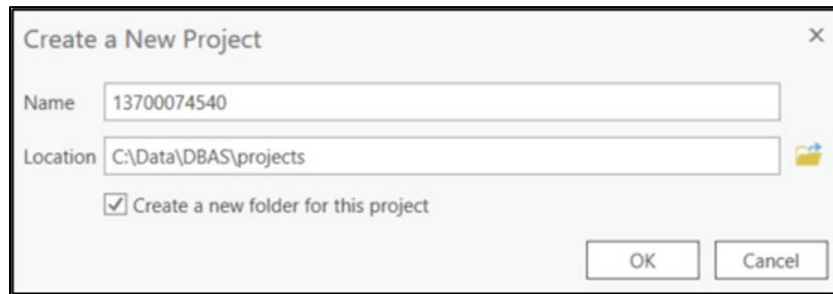 Create a New Project
Name 13700074540
Location C:\Data\DBAS\projects
Create a new folder for this project
OK Cancel